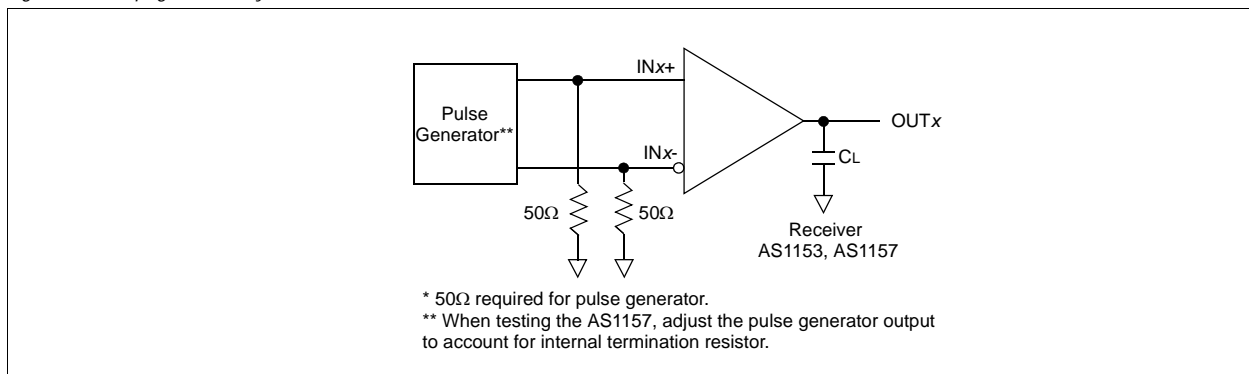 INx+
Pulse
Generator**
OUTx
INx-
CL
50Ω
50Ω
Receiver
AS1153, AS1157
* 50Ω required for pulse generator.
** When testing the AS1157, adjust the pulse generator output
to account for internal termination resistor.